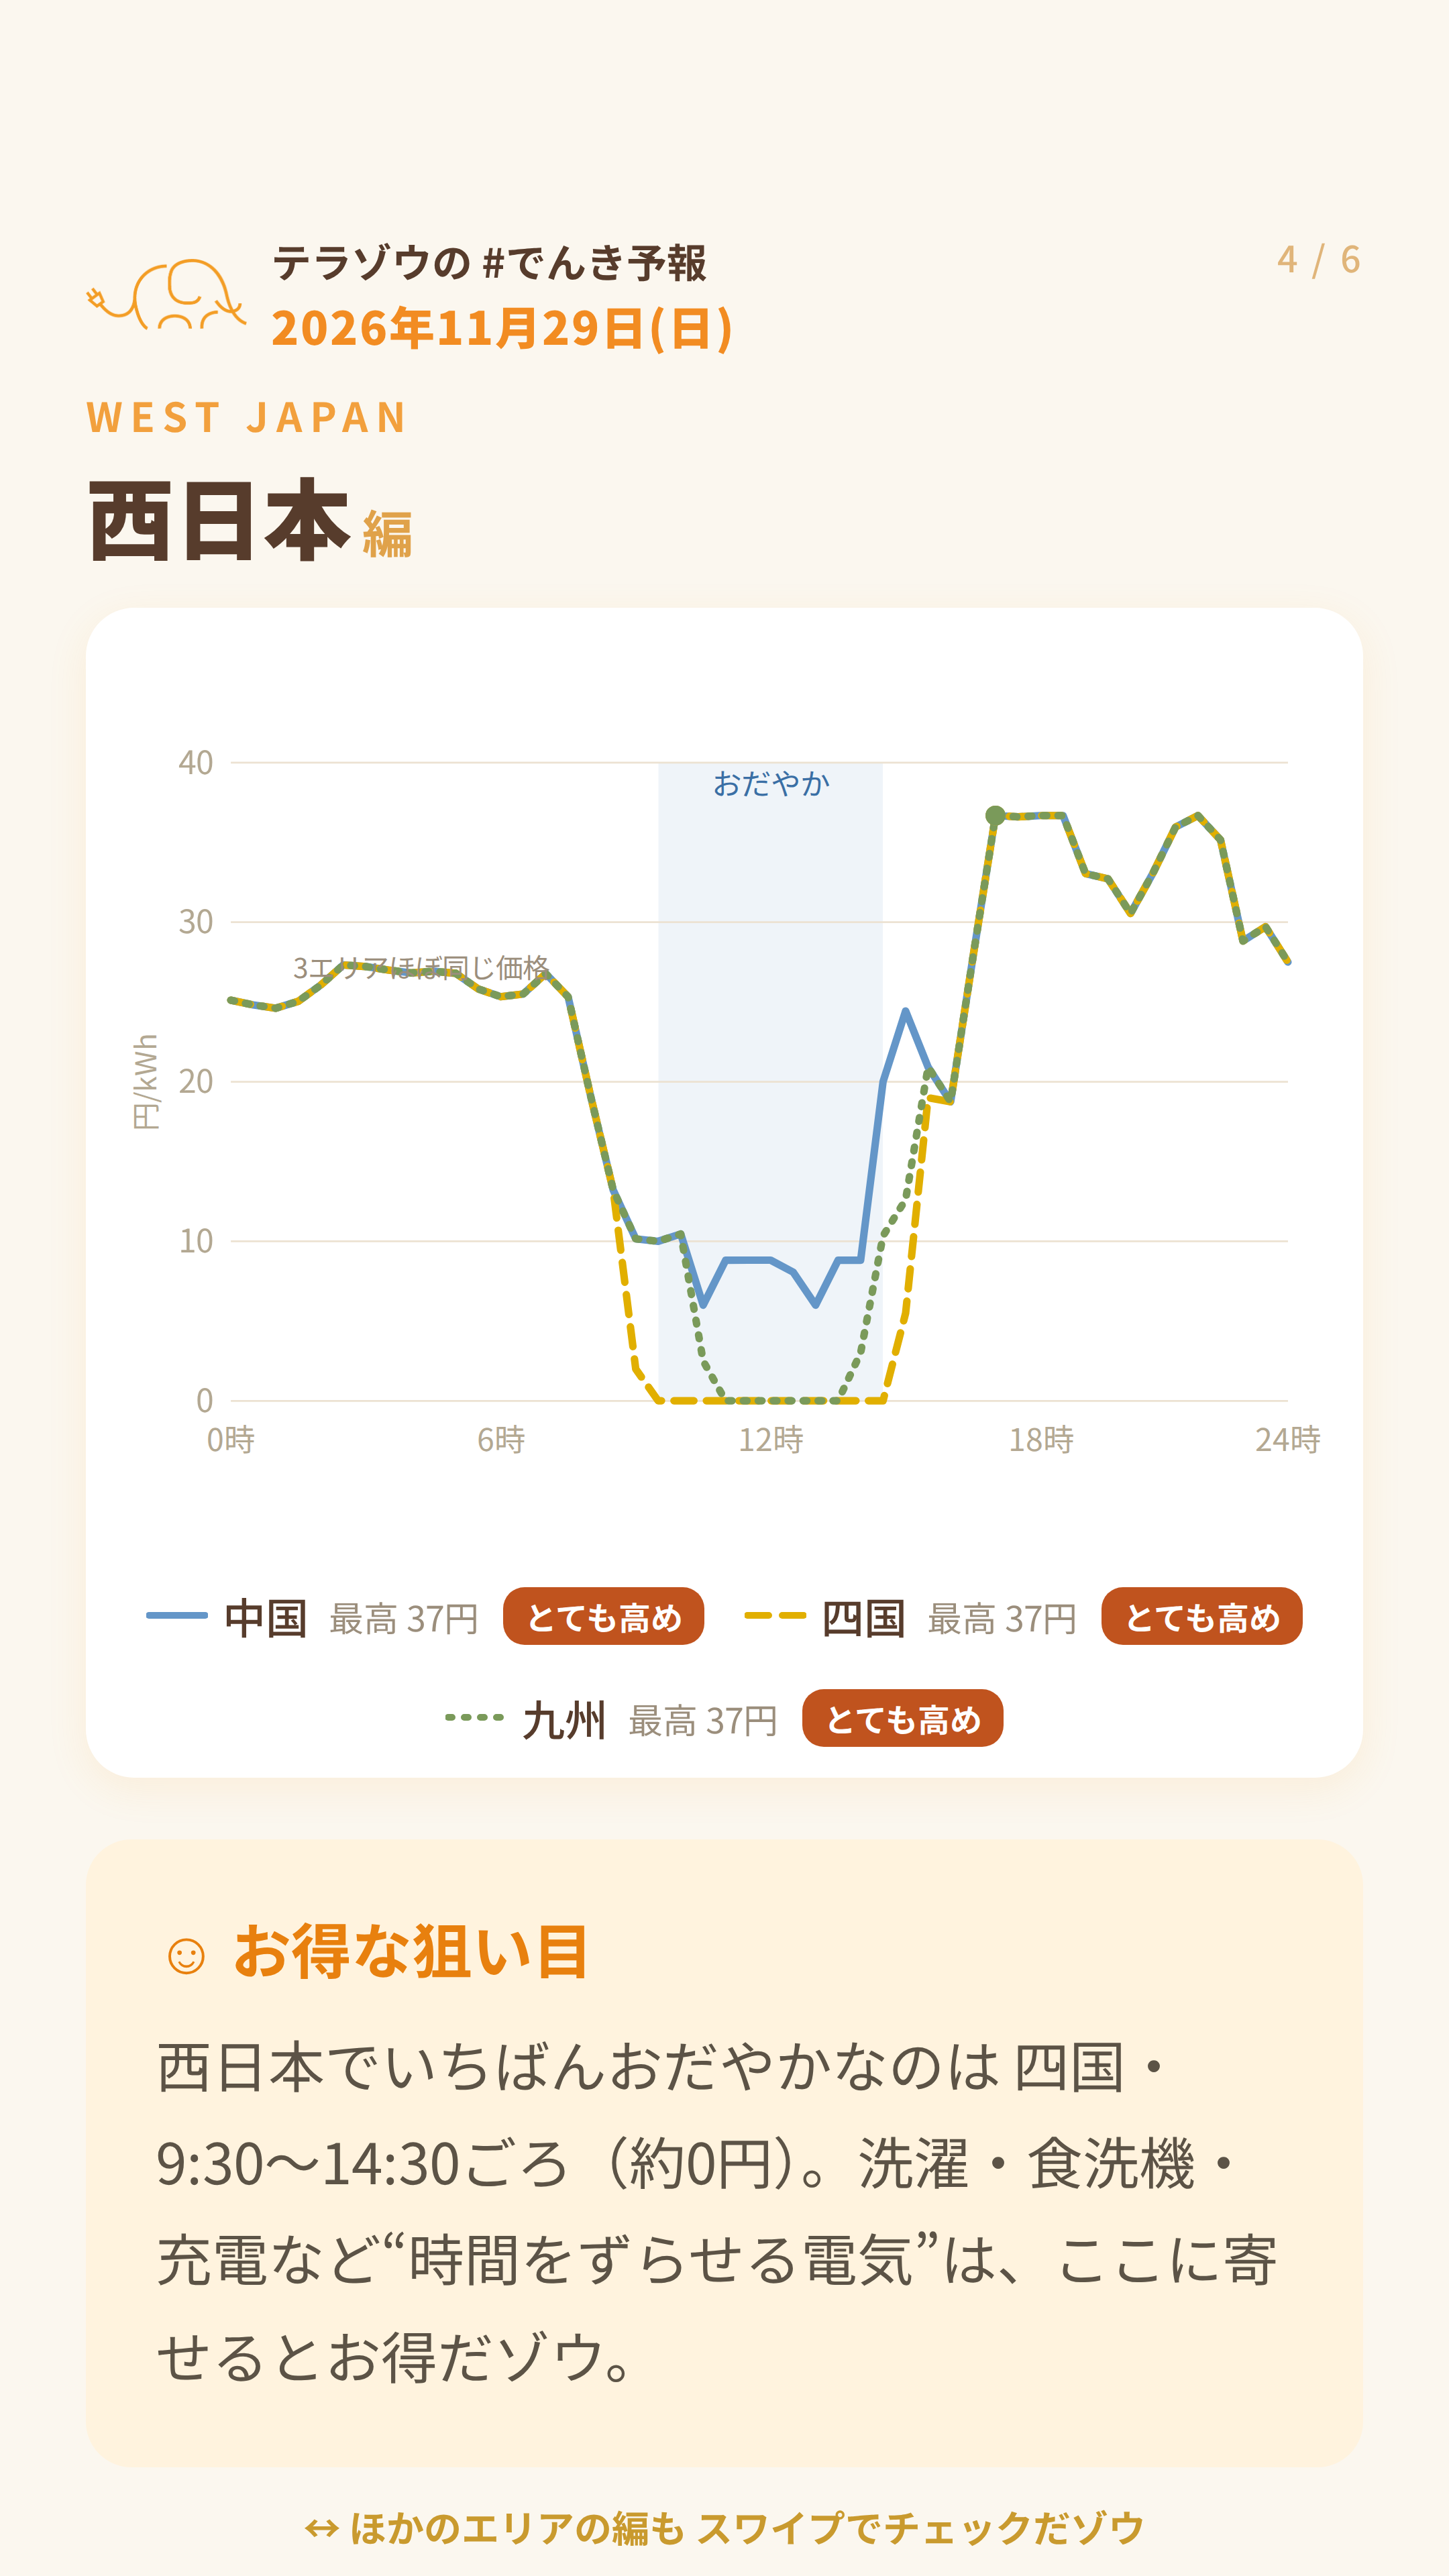 テラゾウの #でんき予報
2026年11月29日(日)
4 / 6
WEST JAPAN
西日本 編
おだやか
3エリアほぼ同じ価格
円/kWh
40
30
20
10
0
0時 6時 12時 18時 24時
中国 最高 37円 とても高め 四国 最高 37円 とても高め
九州 最高 37円 とても高め
☺ お得な狙い目
西日本でいちばんおだやかなのは 四国・
9:30〜14:30ごろ（約0円）。洗濯・食洗機・
充電など“時間をずらせる電気”は、ここに寄
せるとお得だゾウ。
↔ ほかのエリアの編も スワイプでチェックだゾウ